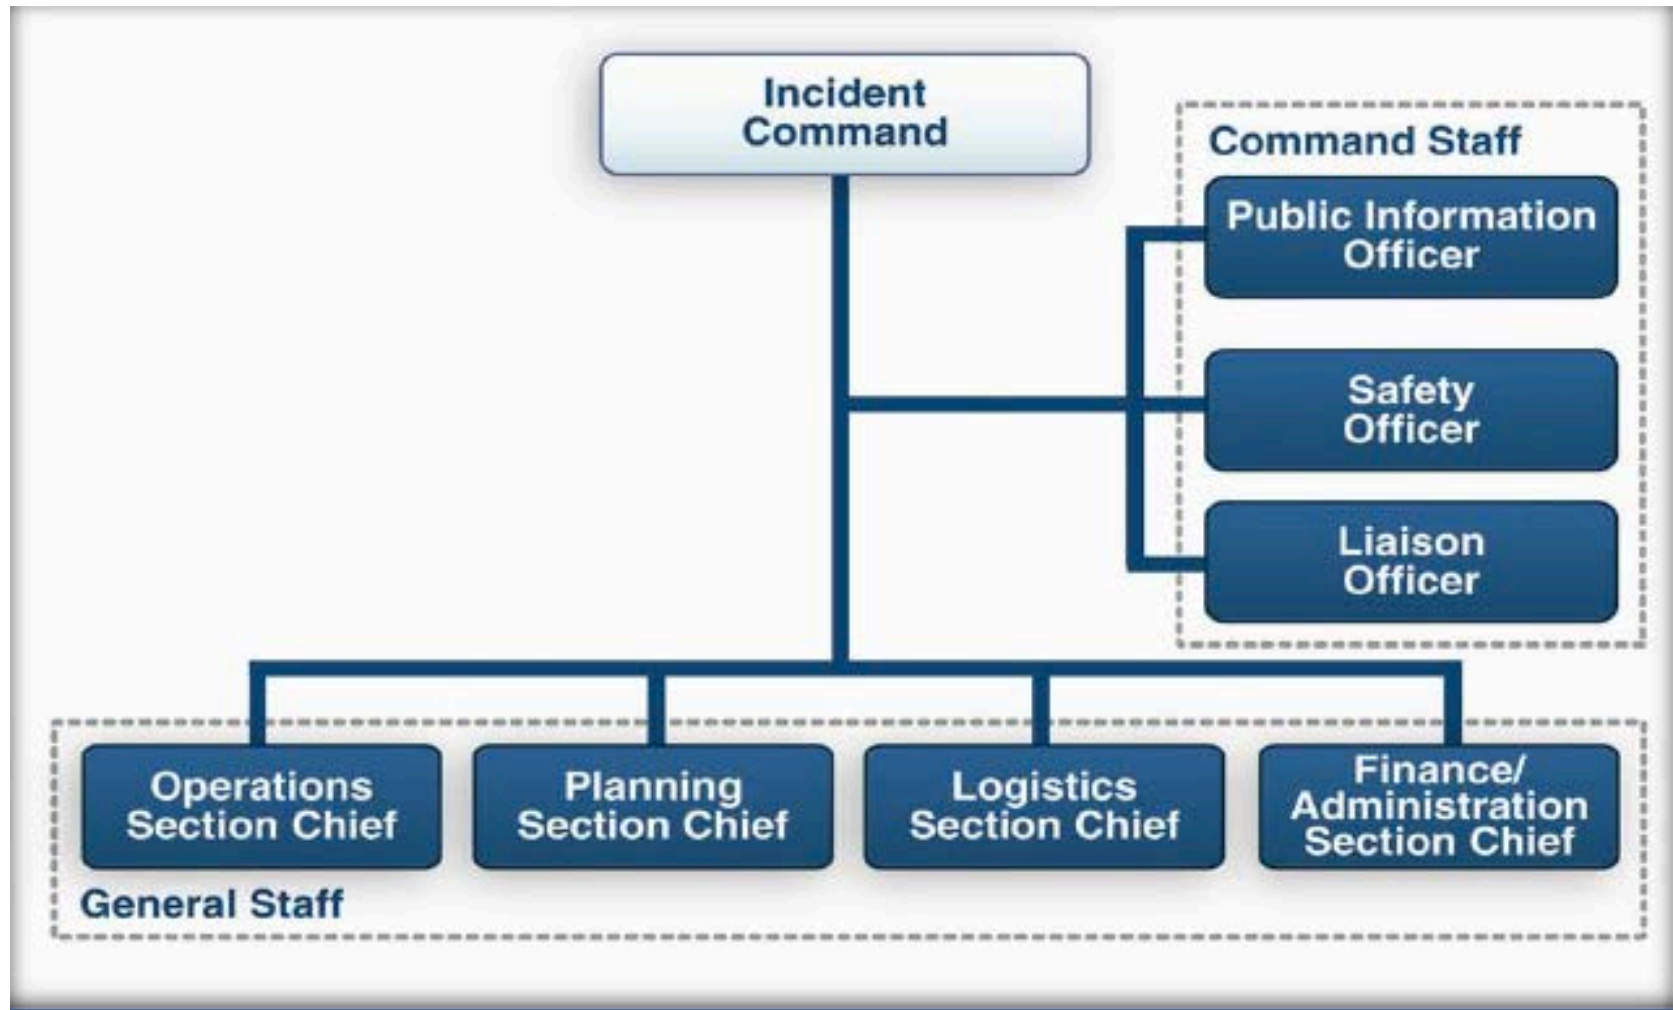 Incident
Command
Command Staff
Public Information
Officer
Safety
Officer
Liaison
Officer
Operations
Section Chief
Planning
Section Chief
Logistics
Section Chief
Finance/
Administration
Section Chief
General Staff